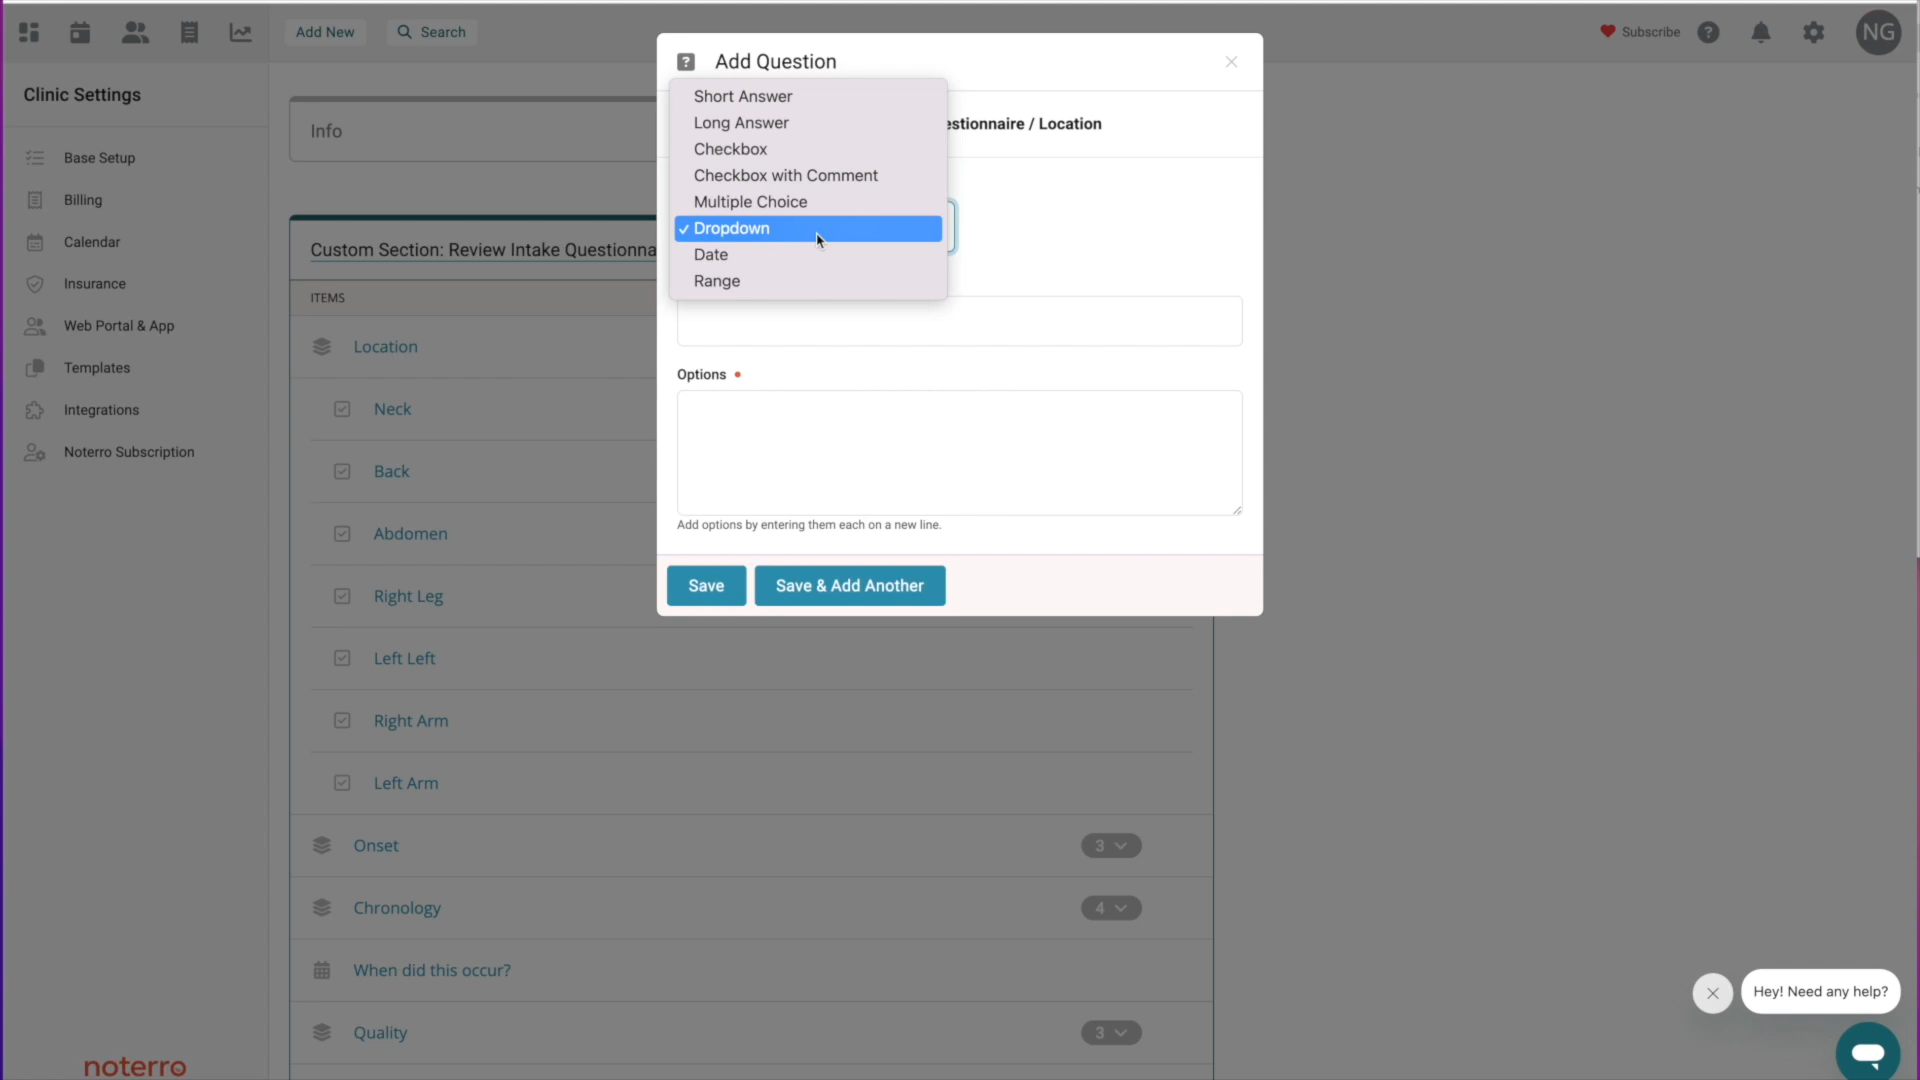 Add New
Search
Subscribe
NG
Clinic Settings
Base Setup
Billing
Calendar
Insurance
Web Portal & App
Templates
Integrations
Noterro Subscription
noterro
Info
Custom Section: Review Intake Questionna
ITEMS
Location
Neck
Back
Abdomen
Right Leg
Left Left
Right Arm
Left Arm
Onset
3
Chronology
4
When did this occur?
Quality
3
Add Question
estionnaire / Location
Short Answer
Long Answer
Checkbox
Checkbox with Comment
Multiple Choice
Dropdown
Date
Range
Options
Add options by entering them each on a new line.
Save
Save & Add Another
Hey! Need any help?